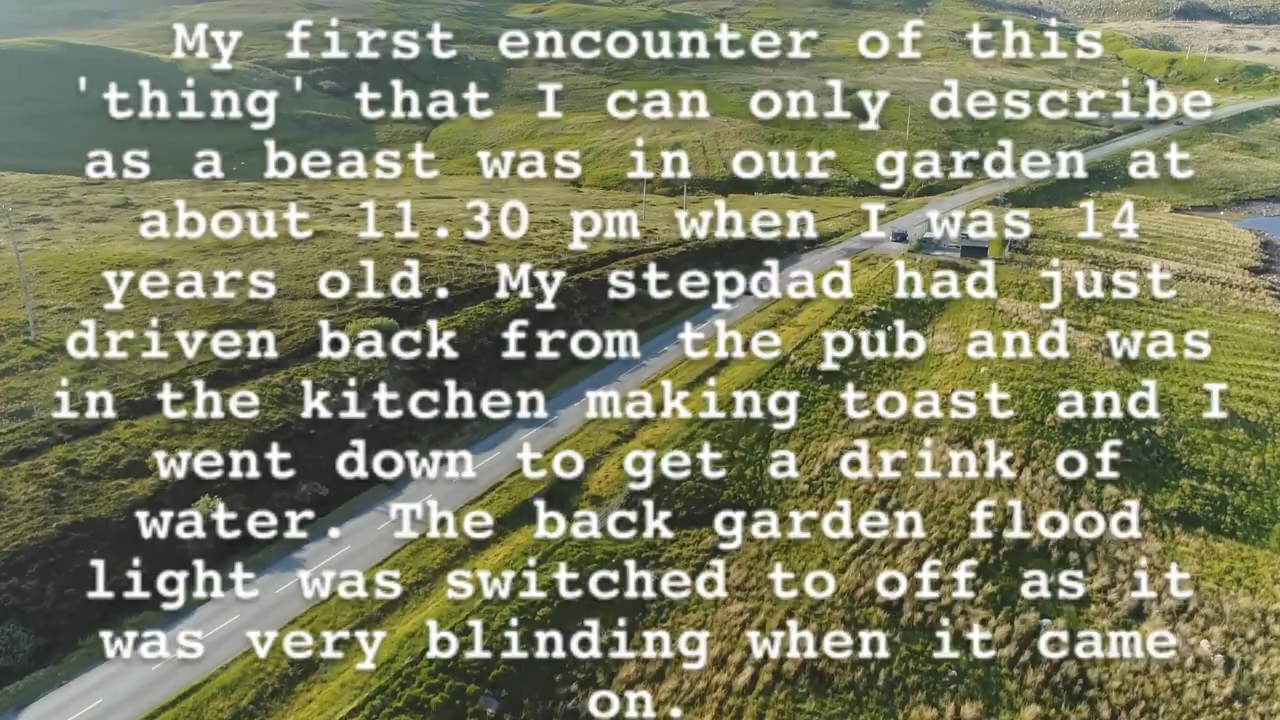 My first encounter of this
'thing' that I can only describe
as a beast was in our garden at
about 11.30 pm when I was 14
years old. My stepdad had just
driven back from the pub and was
in the kitchen making toast and I
went down to get a drink of
water. The back garden flood
light was switched to off as it
was very blinding when it came
on.